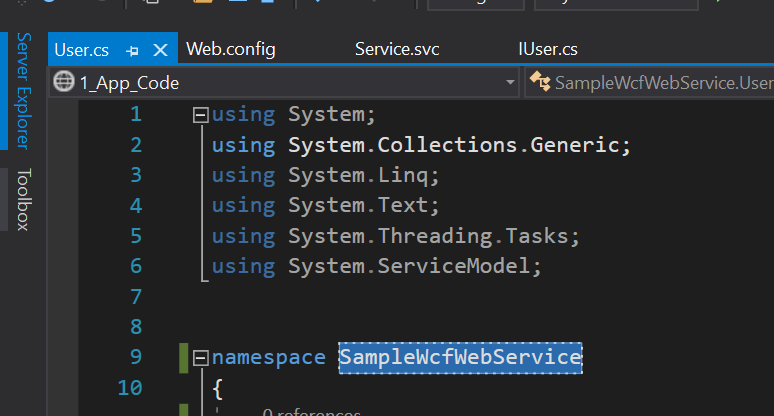 Server Explorer
Toolbox
User.cs
Web.config
Service.svc
IUser.cs
1_App_Code
SampleWcfWebService.User
1 using System;
2 using System.Collections.Generic;
3 using System.Linq;
4 using System.Text;
5 using System.Threading.Tasks;
6 using System.ServiceModel;
7
8
9 namespace SampleWcfWebService
10 {
0 references